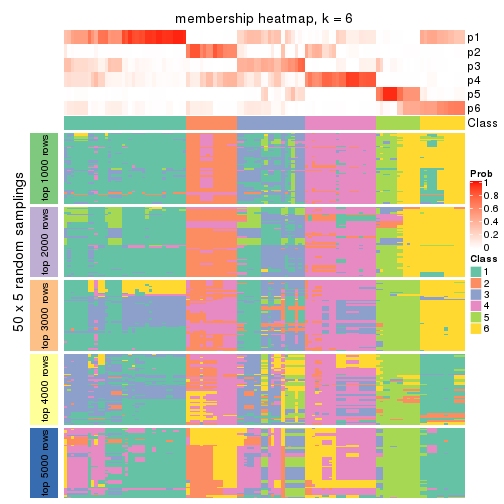 membership heatmap, k = 6
p1
p2
p3
p4
p5
p6
Class
50 x 5 random samplings
top 1000 rows
top 2000 rows
top 3000 rows
top 4000 rows
top 5000 rows
Prob
1
0.8
0.6
0.4
0.2
0
Class
1
2
3
4
5
6